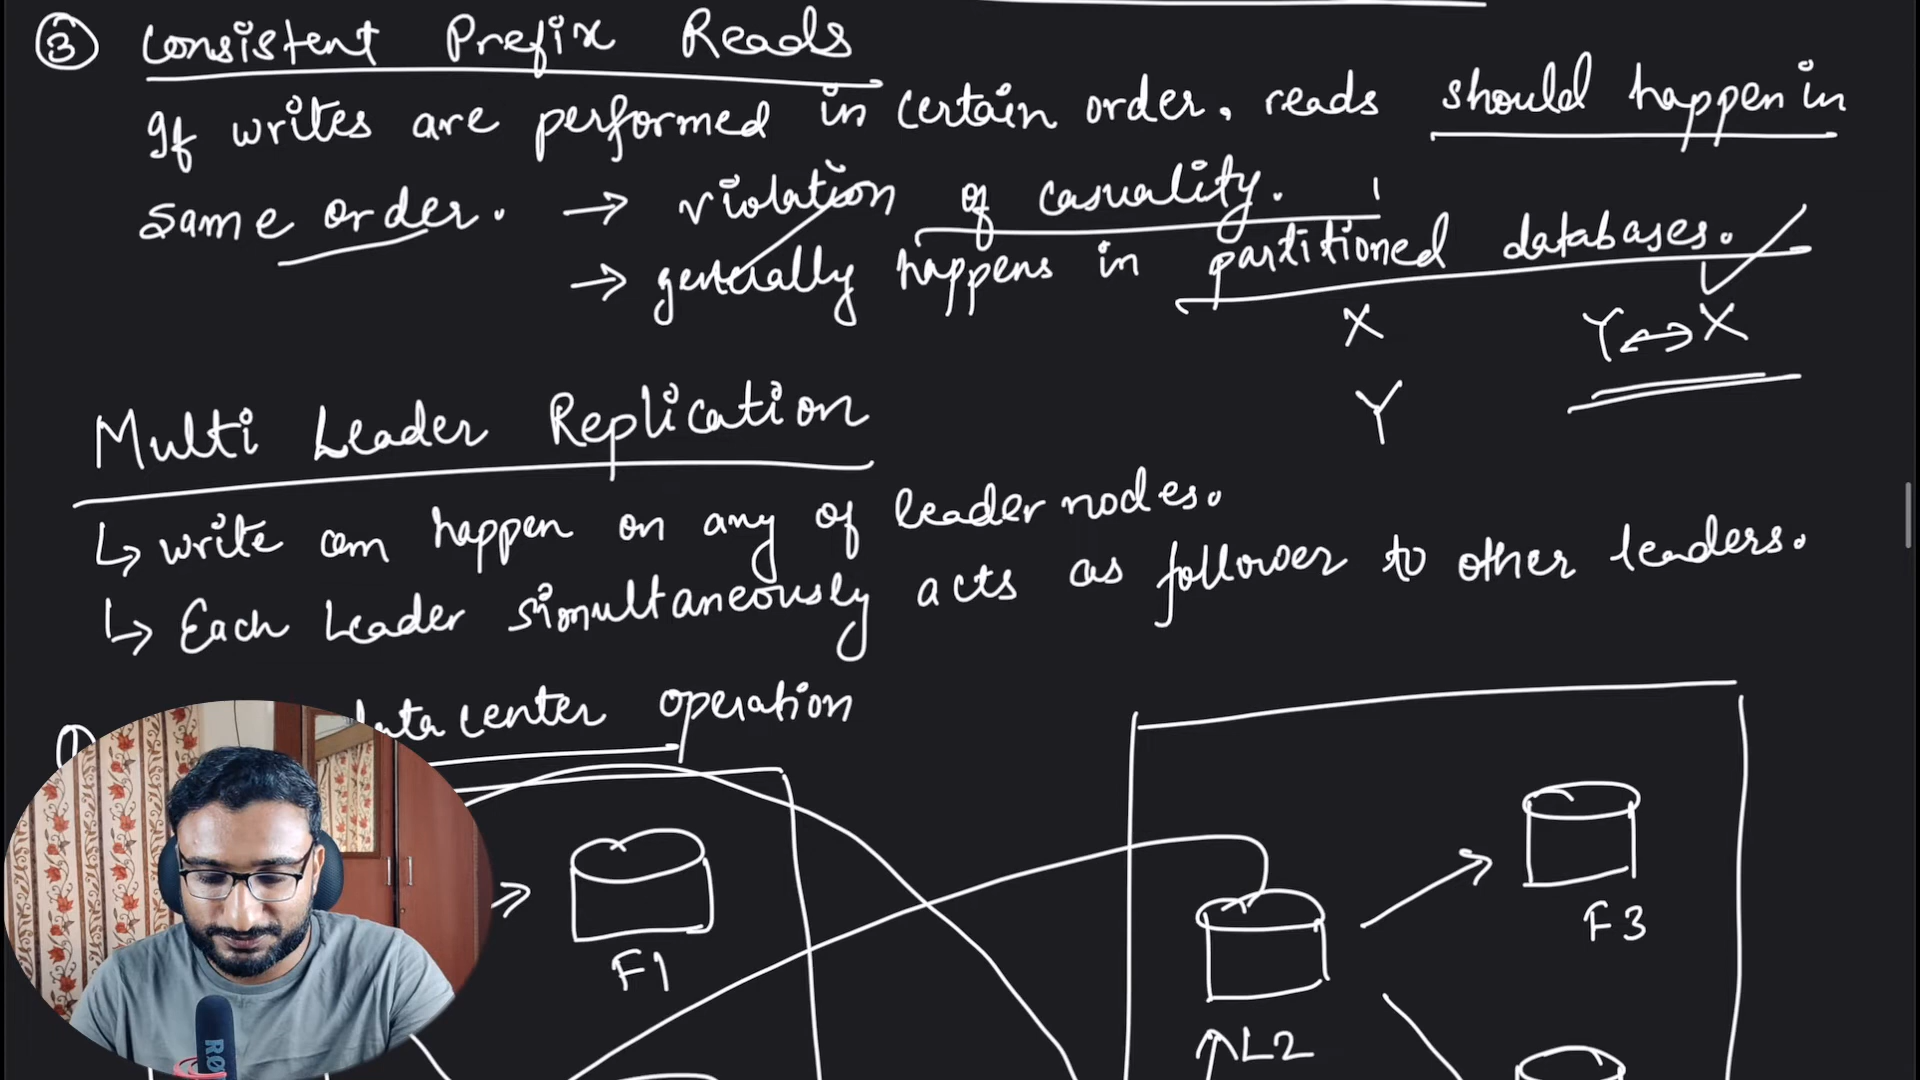 ③ Consistent Prefix Reads
If writes are performed in certain order, reads should happen in
same order. → violation of casuality.
→ generally happens in partitioned databases.
X Y ↔ X
Y
Multi Leader Replication
↳ write can happen on any of leader nodes.
↳ Each Leader simultaneously acts as follower to other leaders.
center operation
F1
F3
L2